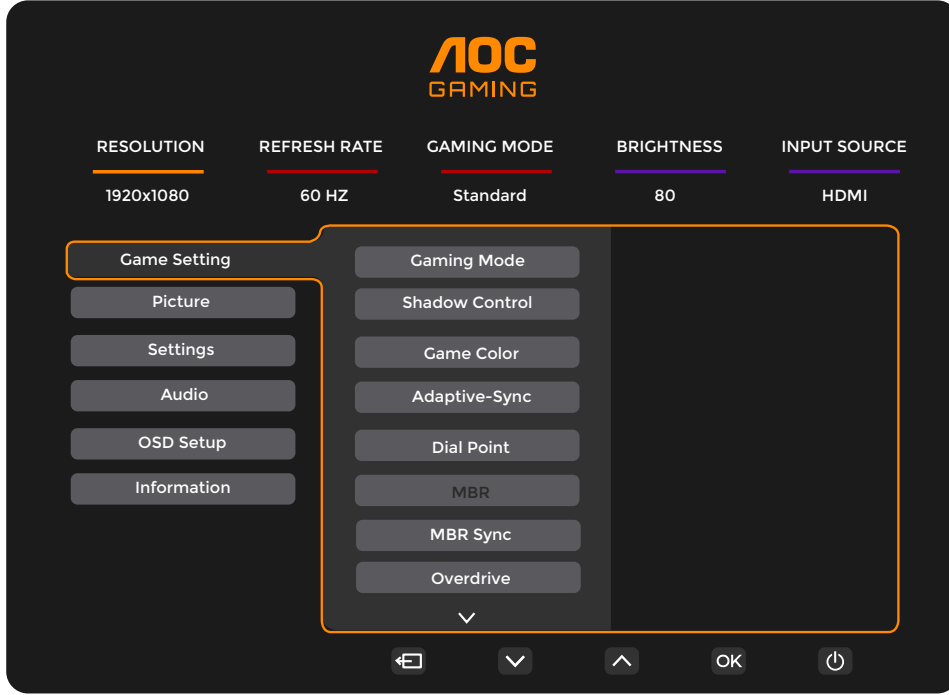 AOC
GAMING
RESOLUTION REFRESH RATE GAMING MODE BRIGHTNESS INPUT SOURCE
1920x1080 60 HZ Standard 80 HDMI
Game Setting
Picture
Settings
Audio
OSD Setup
Information
Gaming Mode
Shadow Control
Game Color
Adaptive-Sync
Dial Point
MBR
MBR Sync
Overdrive
OK